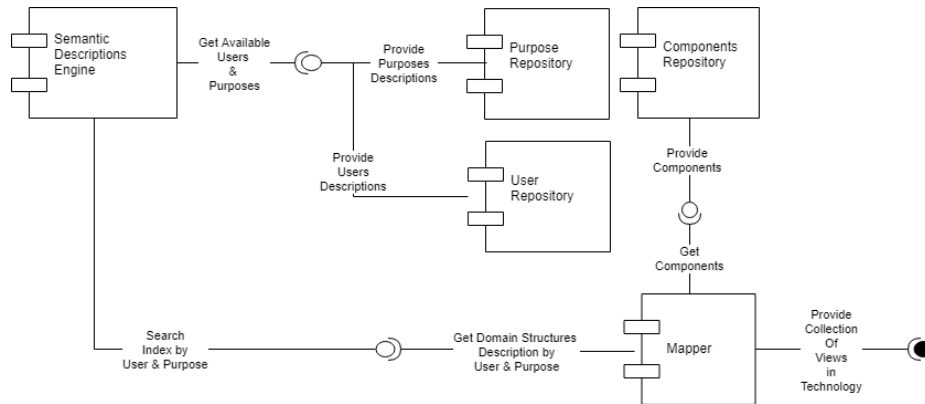 Semantic
Descriptions
Engine
Get Available
Users
&
Purposes
Provide
Purposes
Descriptions
Purpose
Repository
Components
Repository
Provide
Users
Descriptions
User
Repository
Provide
Components
Get
Components
Search
Index by
User & Purpose
Get Domain Structures
Description by
User & Purpose
Mapper
Provide
Collection
Of
Views
in
Technology